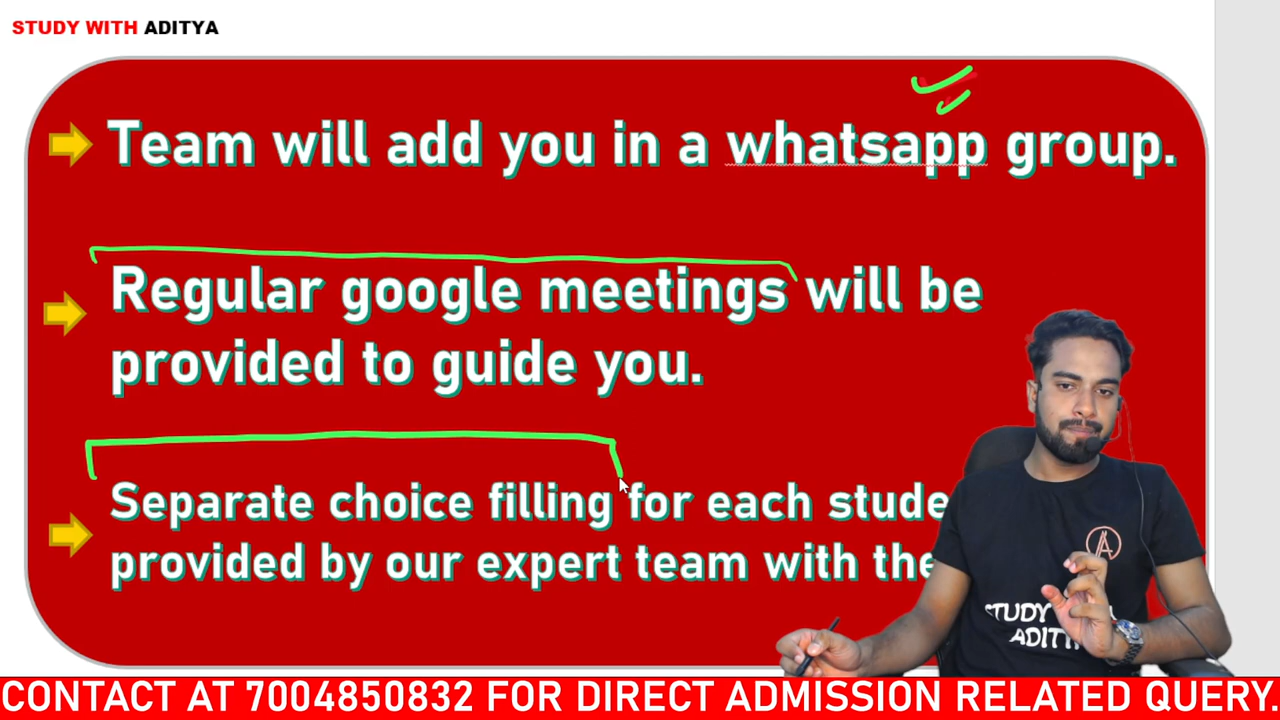 STUDY WITH ADITYA
Team will add you in a whatsapp group.
Regular google meetings will be
provided to guide you.
Separate choice filling for each
provided by our expert team with
STUDY
CONTACT AT 7004850832 FOR DIRECT ADMISSION RELATED QUERY.